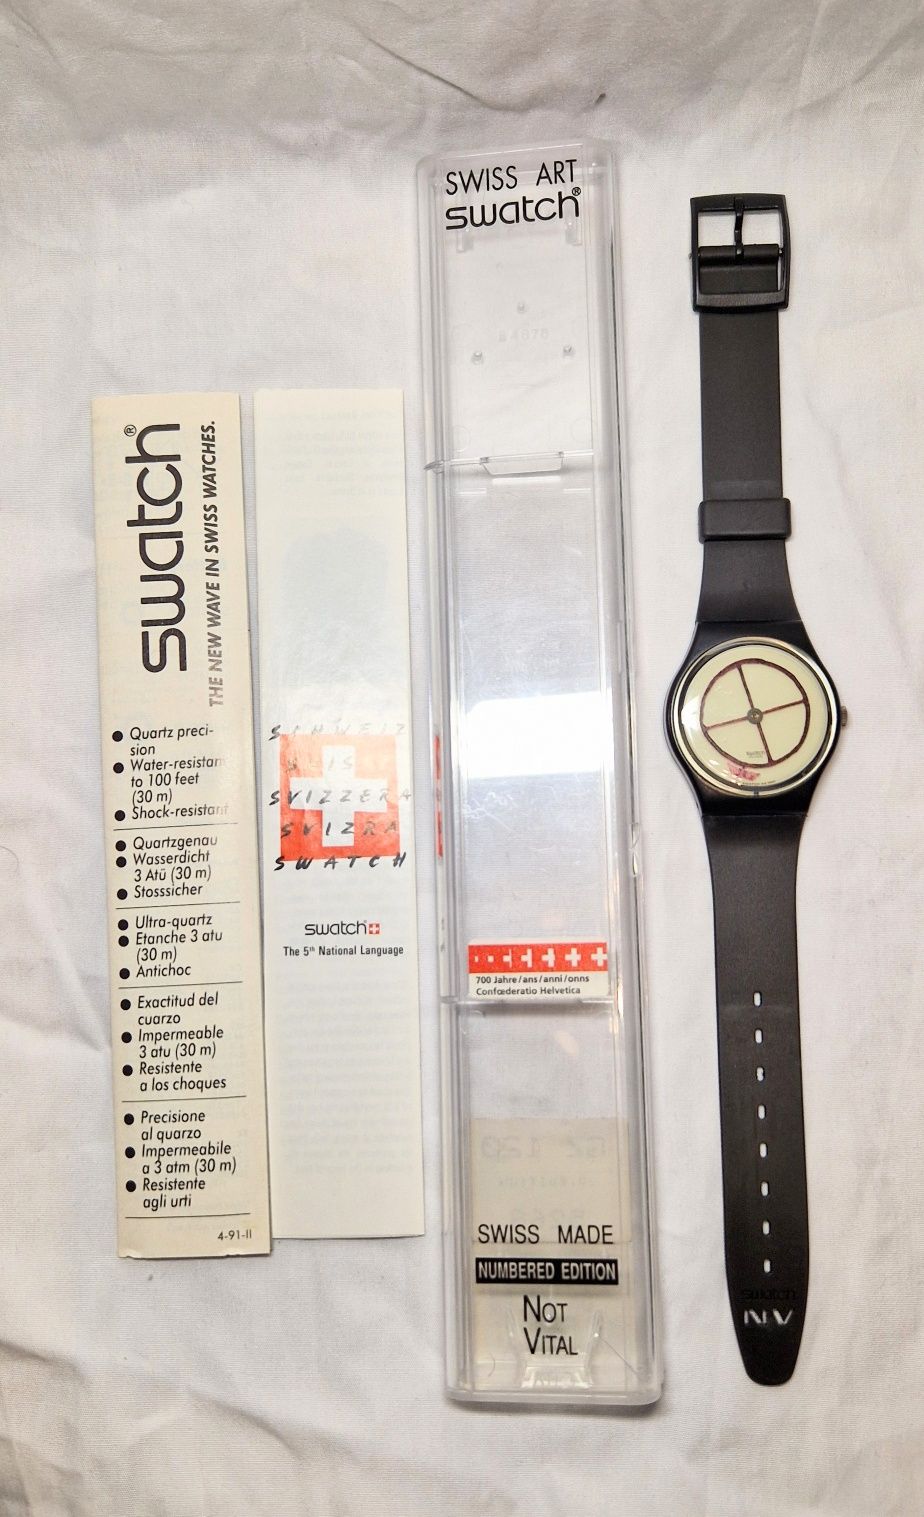 swatch®
THE NEW WAVE IN SWISS WATCHES.
● Quartz preci-
sion
● Water-resistant
to 100 feet
(30 m)
● Shock-resistant
● Quartzgenau
● Wasserdicht
3 Atü (30 m)
● Stosssicher
● Ultra-quartz
● Etanche 3 atu
(30 m)
● Antichoc
● Exactitud del
cuarzo
● Impermeable
3 atu (30 m)
● Resistente
a los choques
● Precisione
al quarzo
● Impermeabile
a 3 atm (30 m)
● Resistente
agli urti
4-91-II
SCHWEIZ
SVIZZERA
SVIZRA
SWATCH
swatch
The 5th National Language
SWISS ART
swatch®
700 Jahre/ans/anni/onns
Confœderatio Helvetica
SWISS MADE
NUMBERED EDITION
NOT
VITAL
swatch
swatch
NV